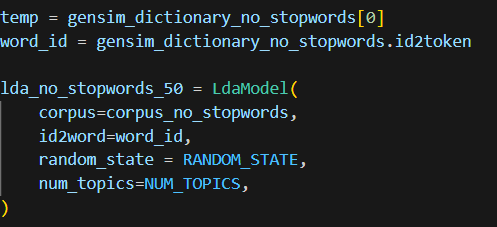 temp = gensim_dictionary_no_stopwords[0]
word_id = gensim_dictionary_no_stopwords.id2token

lda_no_stopwords_50 = LdaModel(
    corpus=corpus_no_stopwords,
    id2word=word_id,
    random_state = RANDOM_STATE,
    num_topics=NUM_TOPICS,
)